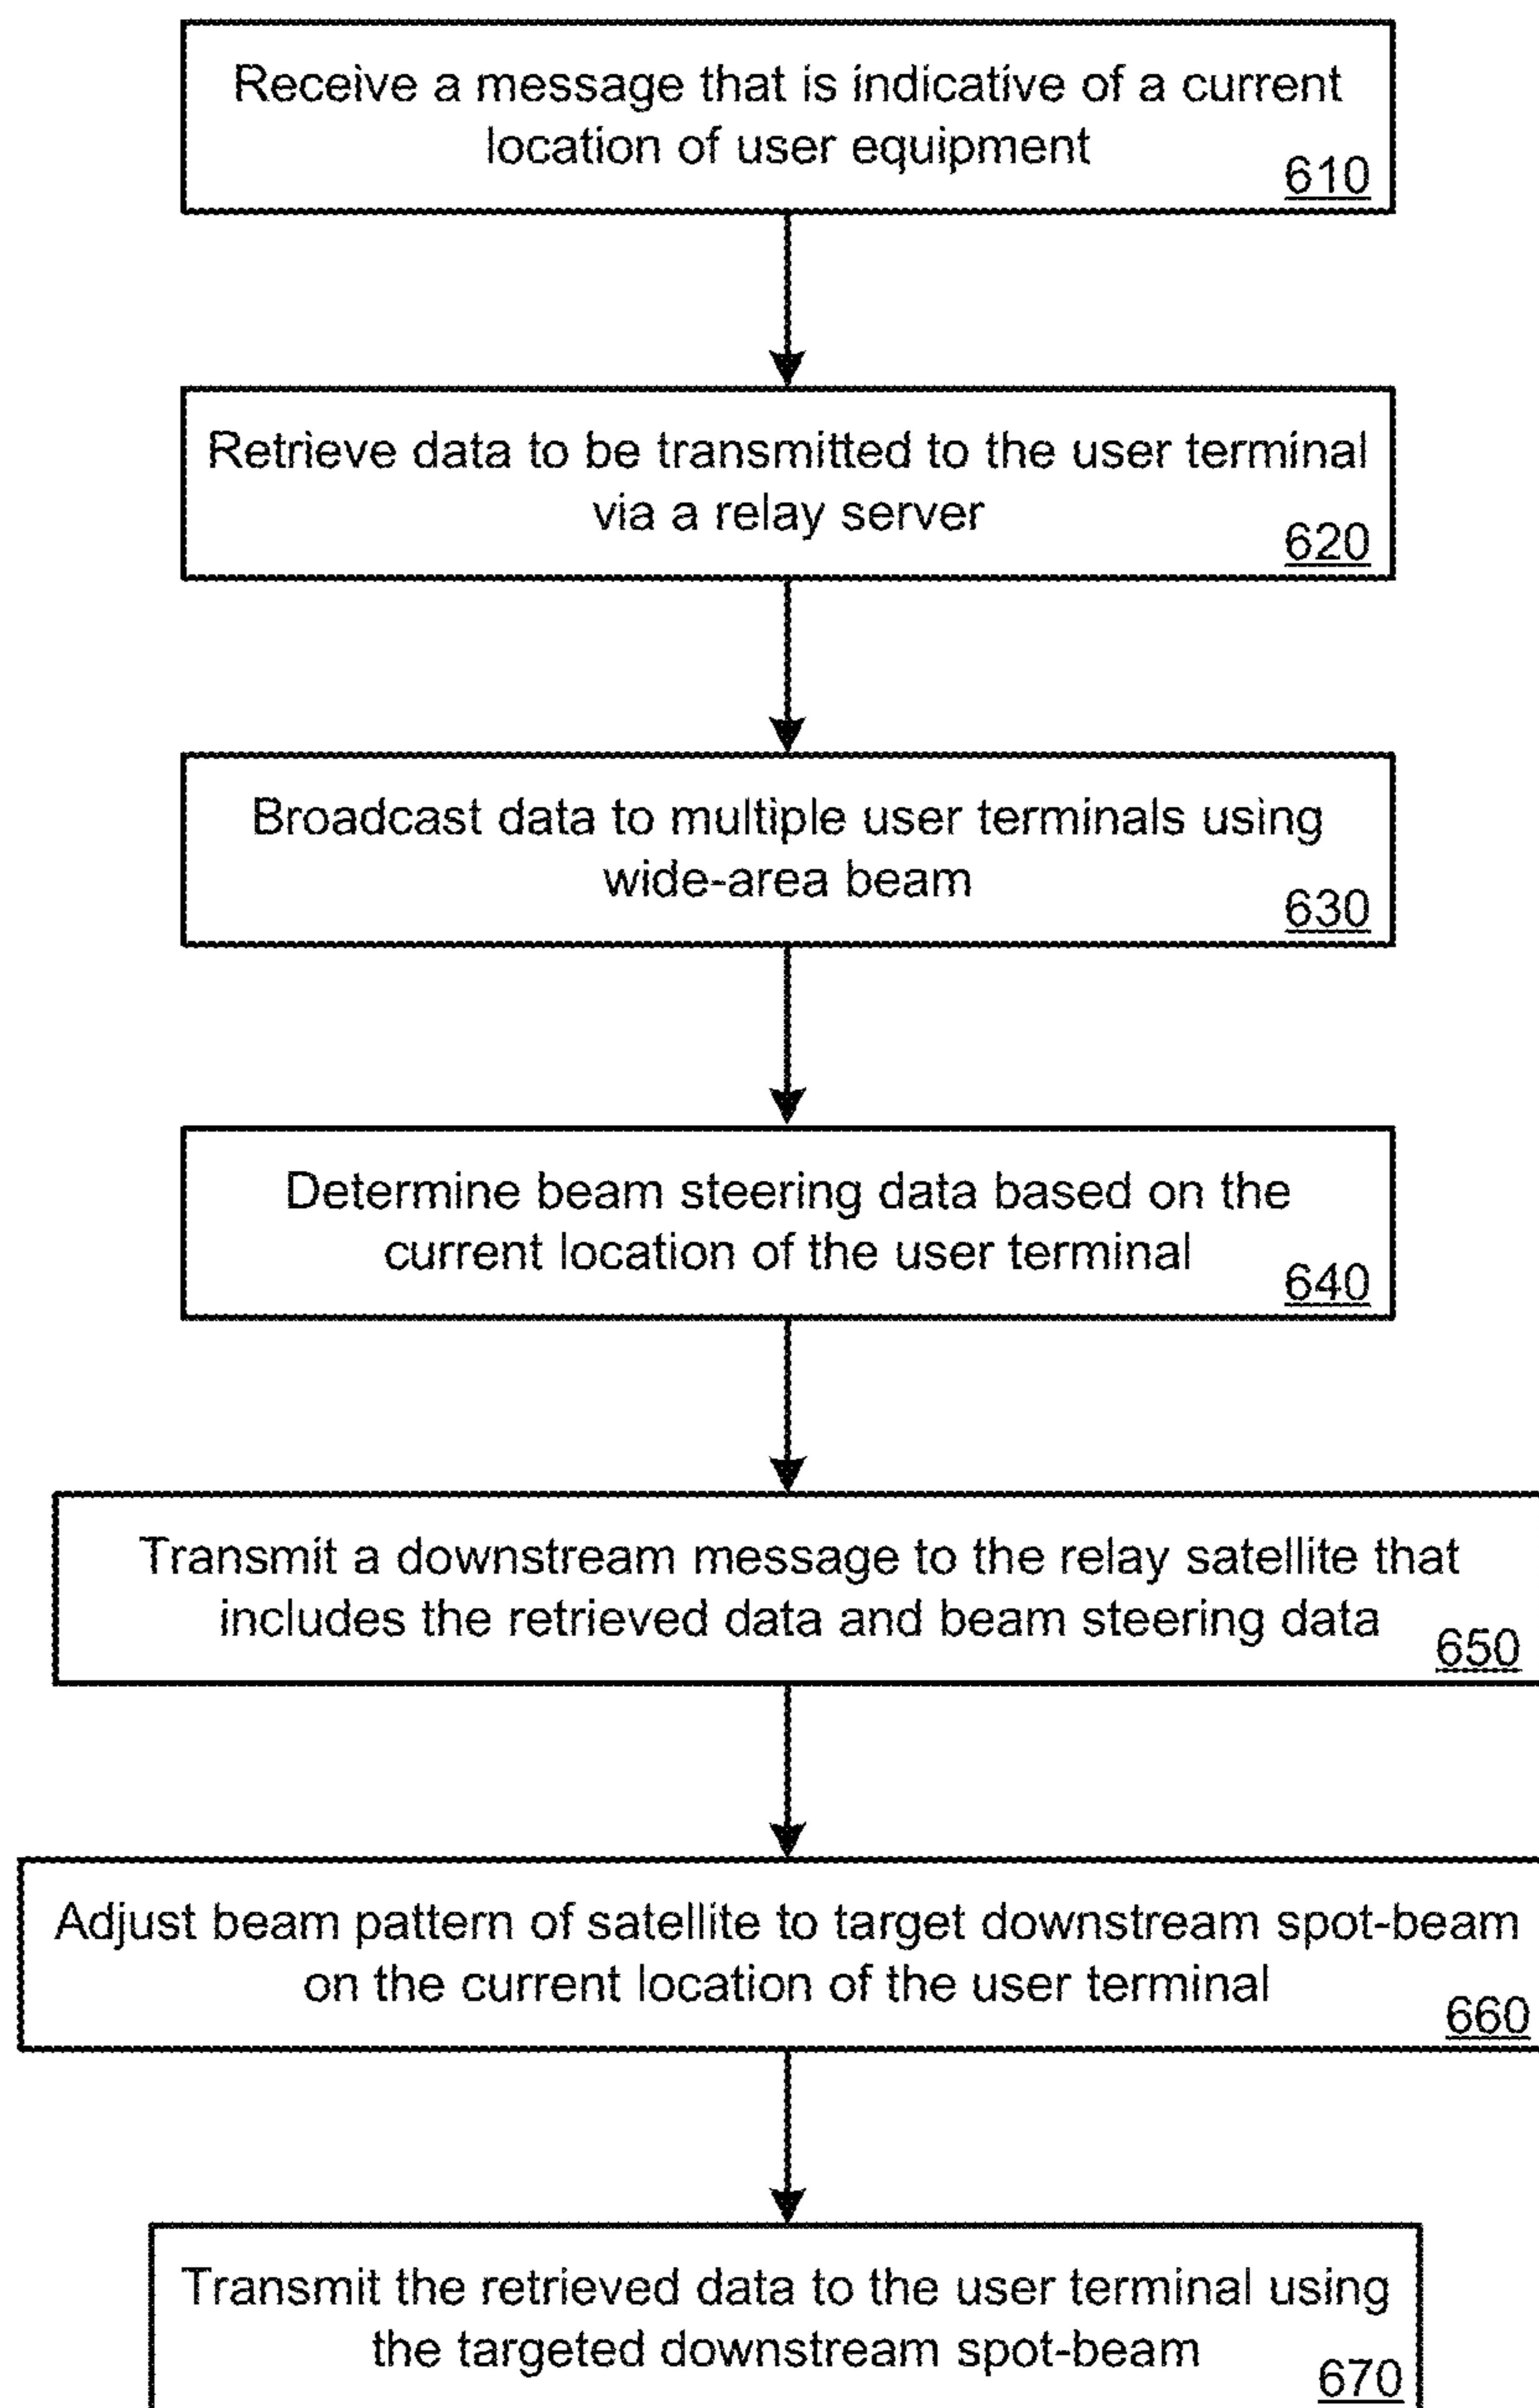 Receive a message that is indicative of a current
location of user equipment
610
Retrieve data to be transmitted to the user terminal
via a relay server
620
Broadcast data to multiple user terminals using
wide-area beam
630
Determine beam steering data based on the
current location of the user terminal
640
Transmit a downstream message to the relay satellite that
includes the retrieved data and beam steering data
650
Adjust beam pattern of satellite to target downstream spot-beam
on the current location of the user terminal
660
Transmit the retrieved data to the user terminal using
the targeted downstream spot-beam
670